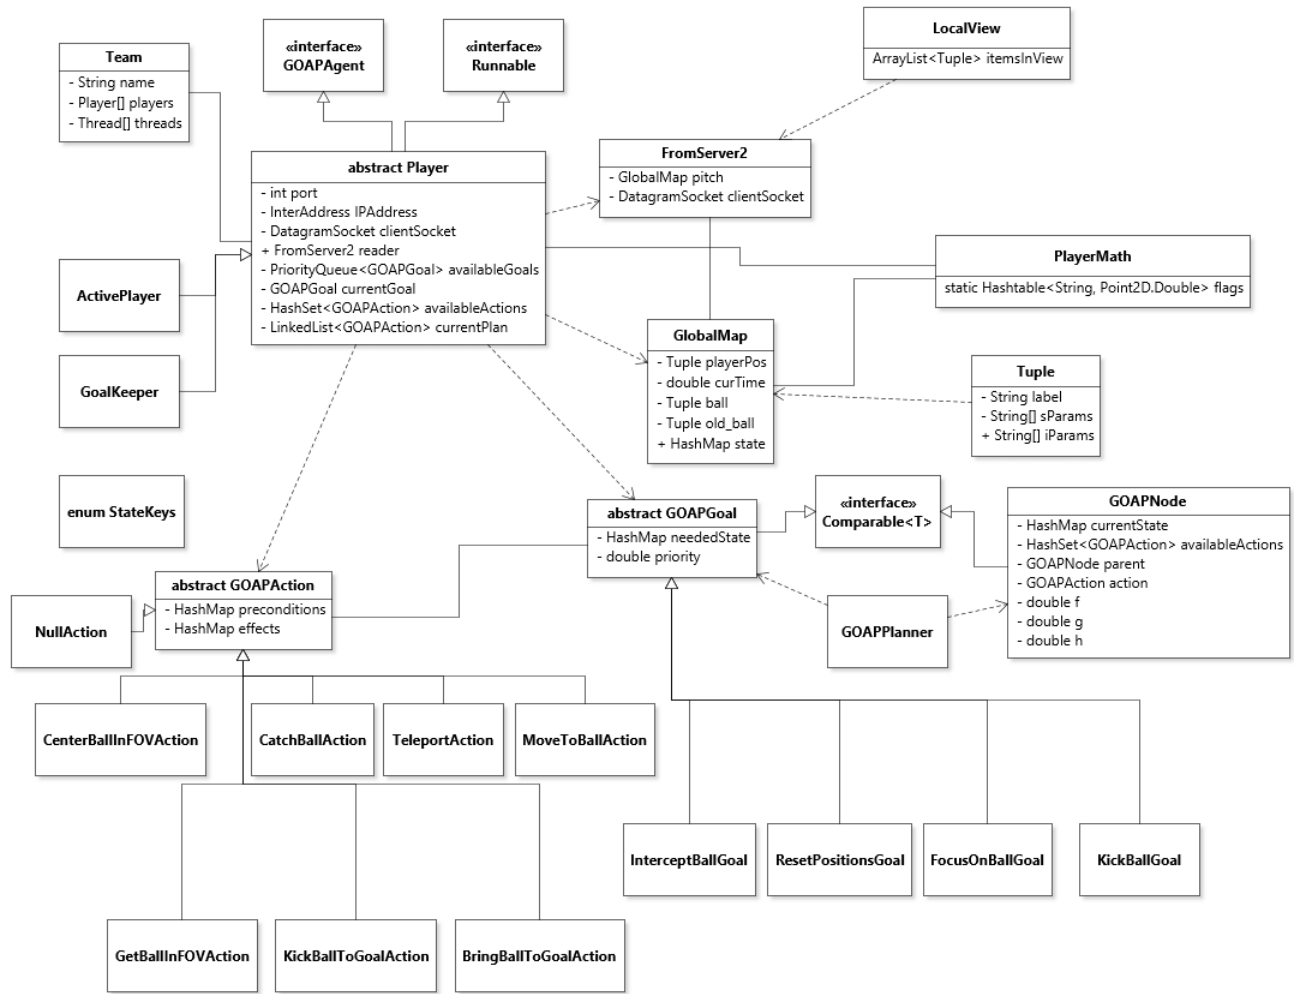 LocalView
ArrayList<Tuple> itemsInView
«interface»
GOAPAgent
«interface»
Runnable
Team
- String name
- Player[] players
- Thread[] threads
FromServer2
- GlobalMap pitch
- DatagramSocket clientSocket
abstract Player
- int port
- InterAddress IPAddress
- DatagramSocket clientSocket
+ FromServer2 reader
- PriorityQueue<GOAPGoal> availableGoals
- GOAPGoal currentGoal
- HashSet<GOAPAction> availableActions
- LinkedList<GOAPAction> currentPlan
PlayerMath
static Hashtable<String, Point2D.Double> flags
ActivePlayer
GoalKeeper
GlobalMap
- Tuple playerPos
- double curTime
- Tuple ball
- Tuple old_ball
+ HashMap state
Tuple
- String label
- String[] sParams
+ String[] iParams
enum StateKeys
abstract GOAPGoal
- HashMap neededState
- double priority
«interface»
Comparable<T>
GOAPNode
- HashMap currentState
- HashSet<GOAPAction> availableActions
- GOAPNode parent
- GOAPAction action
- double f
- double g
- double h
abstract GOAPAction
- HashMap preconditions
- HashMap effects
NullAction
GOAPPlanner
CenterBallInFOVAction
CatchBallAction
TeleportAction
MoveToBallAction
InterceptBallGoal
ResetPositionsGoal
FocusOnBallGoal
KickBallGoal
GetBallInFOVAction
KickBallToGoalAction
BringBallToGoalAction